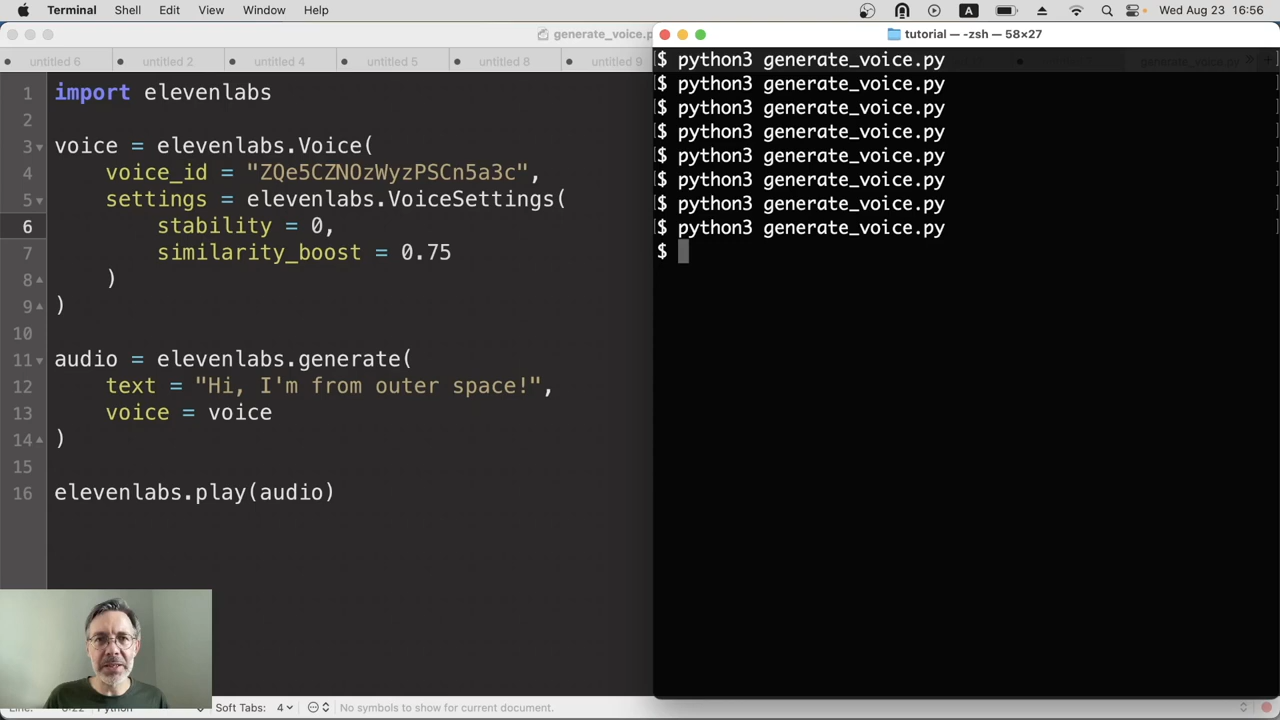 Terminal Shell Edit View Window Help
A
Wed Aug 23 16:56
generate_voice.p
untitled 6
untitled 2
untitled 4
untitled 5
untitled 8
untitled 9
1 import elevenlabs
2
3 voice = elevenlabs.Voice(
4 voice_id = "ZQe5CZNOzWyzPSCn5a3c",
5 settings = elevenlabs.VoiceSettings(
6 stability = 0,
7 similarity_boost = 0.75
8 )
9 )
10
11 audio = elevenlabs.generate(
12 text = "Hi, I'm from outer space!",
13 voice = voice
14 )
15
16 elevenlabs.play(audio)
Soft Tabs: 4
No symbols to show for current document.
tutorial — -zsh — 58×27
generate_voice.py
$ python3 generate_voice.py
$ python3 generate_voice.py
$ python3 generate_voice.py
$ python3 generate_voice.py
$ python3 generate_voice.py
$ python3 generate_voice.py
$ python3 generate_voice.py
$ python3 generate_voice.py
$